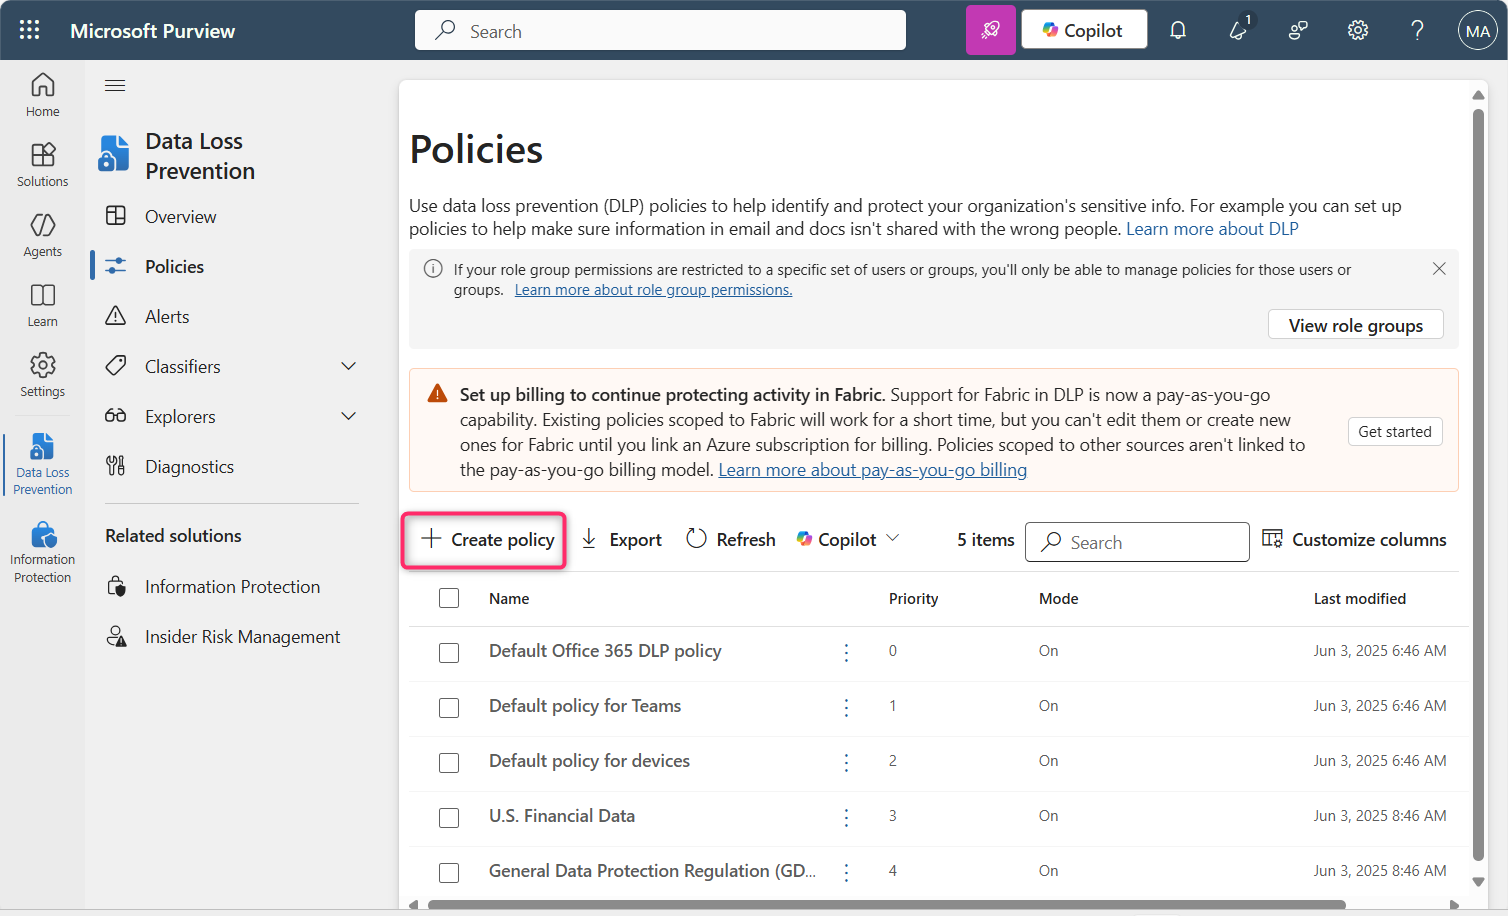 Microsoft Purview
Search
Copilot
1
MA
Home
Solutions
Agents
Learn
Settings
Data Loss
Prevention
Information
Protection
Data Loss
Prevention
Overview
Policies
Alerts
Classifiers
Explorers
Diagnostics
Related solutions
Information Protection
Insider Risk Management
Policies
Use data loss prevention (DLP) policies to help identify and protect your organization's sensitive info. For example you can set up
policies to help make sure information in email and docs isn't shared with the wrong people. Learn more about DLP
If your role group permissions are restricted to a specific set of users or groups, you'll only be able to manage policies for those users or
groups. Learn more about role group permissions.
View role groups
Set up billing to continue protecting activity in Fabric. Support for Fabric in DLP is now a pay-as-you-go
capability. Existing policies scoped to Fabric will work for a short time, but you can't edit them or create new
ones for Fabric until you link an Azure subscription for billing. Policies scoped to other sources aren't linked to
the pay-as-you-go billing model. Learn more about pay-as-you-go billing
Get started
Create policy Export Refresh Copilot 5 items Search Customize columns
Name Priority Mode Last modified
Default Office 365 DLP policy 0 On Jun 3, 2025 6:46 AM
Default policy for Teams 1 On Jun 3, 2025 6:46 AM
Default policy for devices 2 On Jun 3, 2025 6:46 AM
U.S. Financial Data 3 On Jun 3, 2025 8:46 AM
General Data Protection Regulation (GD... 4 On Jun 3, 2025 8:46 AM